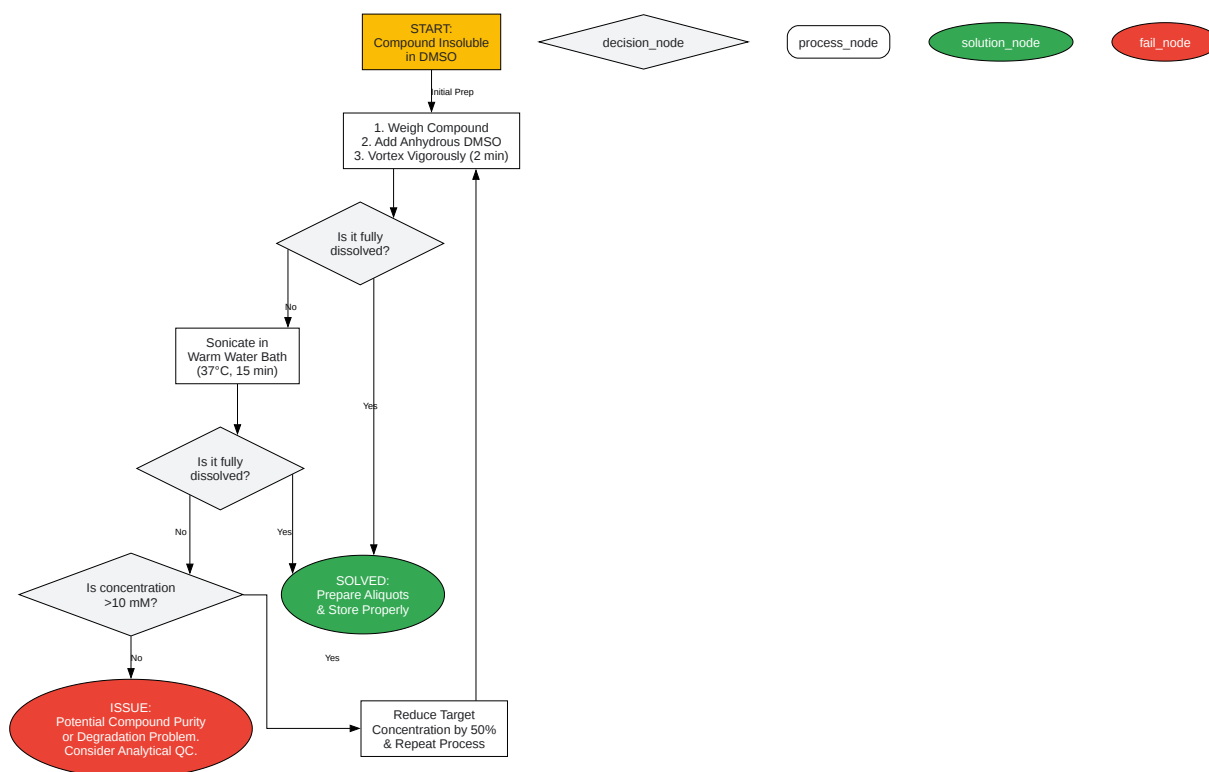 START:
Compound Insoluble
in DMSO
decision_node
process_node
solution_node
fail_node
Initial Prep
1. Weigh Compound
2. Add Anhydrous DMSO
3. Vortex Vigorously (2 min)
Is it fully
dissolved?
No
Sonicate in
Warm Water Bath
(37°C, 15 min)
Yes
Is it fully
dissolved?
No
Yes
Is concentration
>10 mM?
SOLVED:
Prepare Aliquots
& Store Properly
No
Yes
ISSUE:
Potential Compound Purity
or Degradation Problem.
Consider Analytical QC.
Reduce Target
Concentration by 50%
& Repeat Process